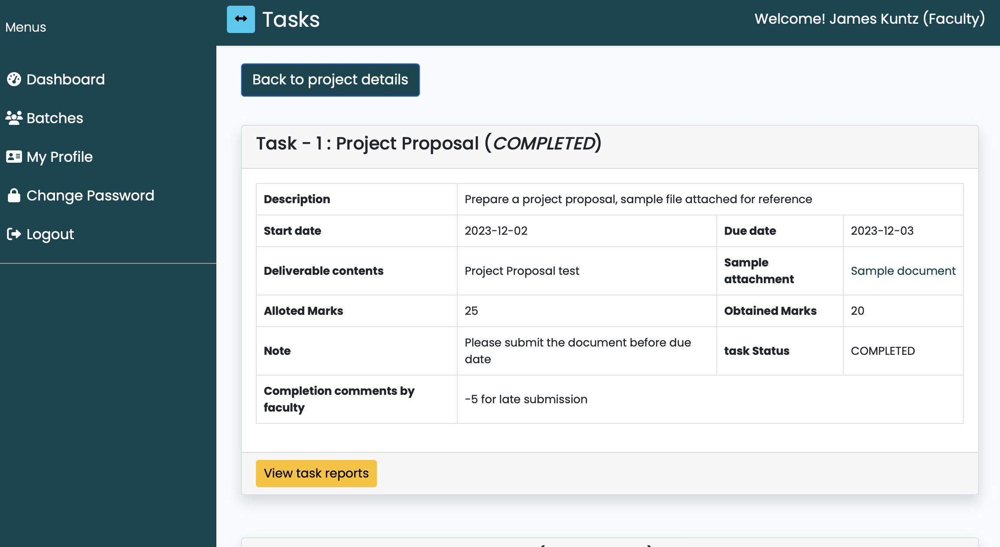 Menus
Dashboard
Batches
My Profile
Change Password
Logout
Tasks
Welcome! James Kuntz (Faculty)
Back to project details
Task - 1 : Project Proposal (COMPLETED)
Description
Prepare a project proposal, sample file attached for reference
Start date
2023-12-02
Due date
2023-12-03
Deliverable contents
Project Proposal test
Sample
attachment
Sample document
Alloted Marks
25
Obtained Marks
20
Note
Please submit the document before due
date
task Status
COMPLETED
Completion comments by
faculty
-5 for late submission
View task reports